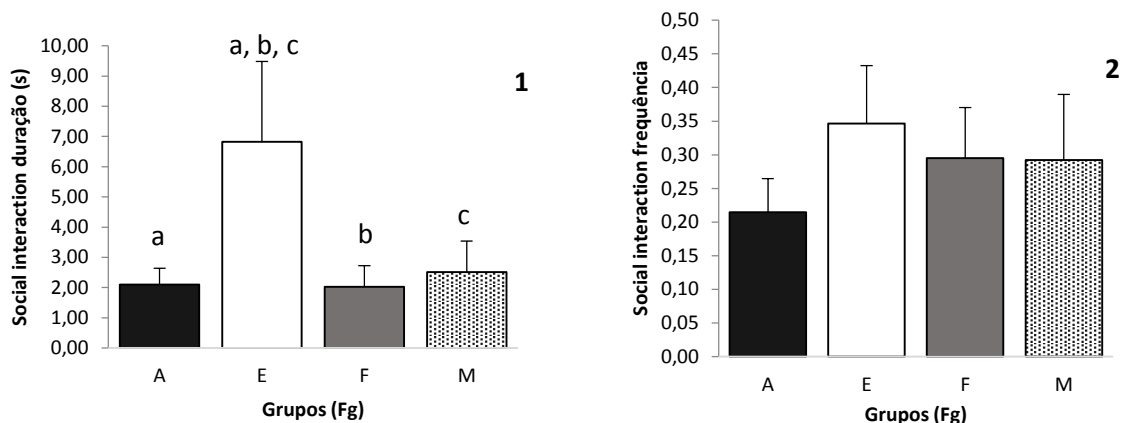 1
Social interaction duração (s)
10,00
9,00
8,00
7,00
6,00
5,00
4,00
3,00
2,00
1,00
0,00
a, b, c
a
b
c
A E F M
Grupos (Fg)
2
Social interaction frequência
0,50
0,45
0,40
0,35
0,30
0,25
0,20
0,15
0,10
0,05
0,00
A E F M
Grupos (Fg)